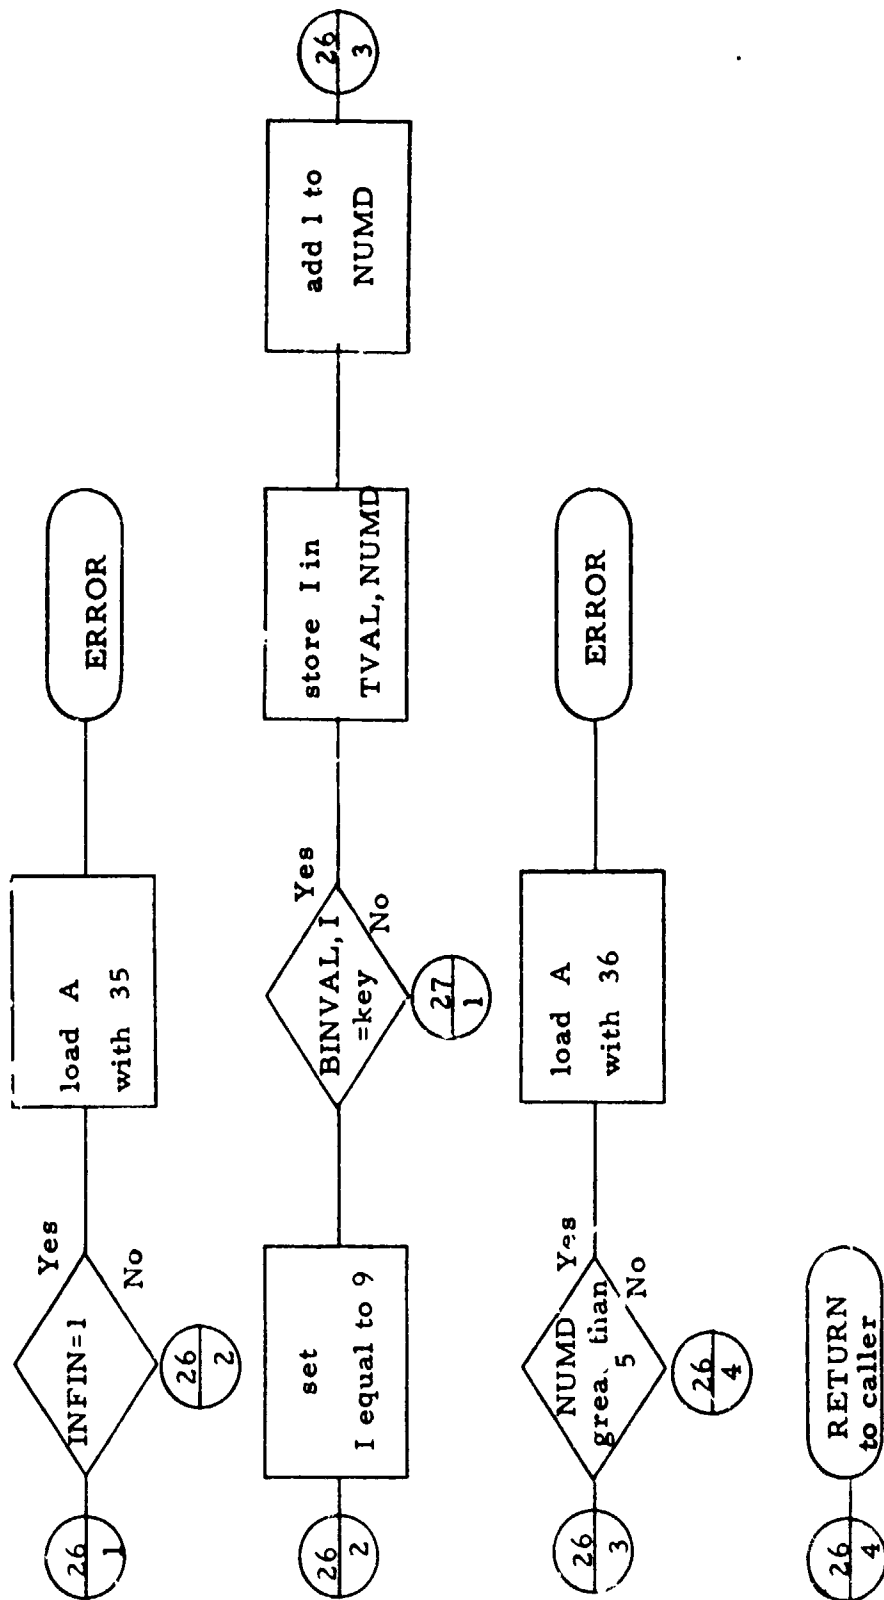 26
1
INFIN=1
Yes
No
26
2
load A
with 35
ERROR
26
2
set
I equal to 9
BINVAL, I
=key
Yes
No
27
1
store I in
TVAL, NUMD
add 1 to
NUMD
26
3
26
3
NUMD
than
5
Yes
No
26
4
load A
with 36
ERROR
26
4
RETURN
to caller